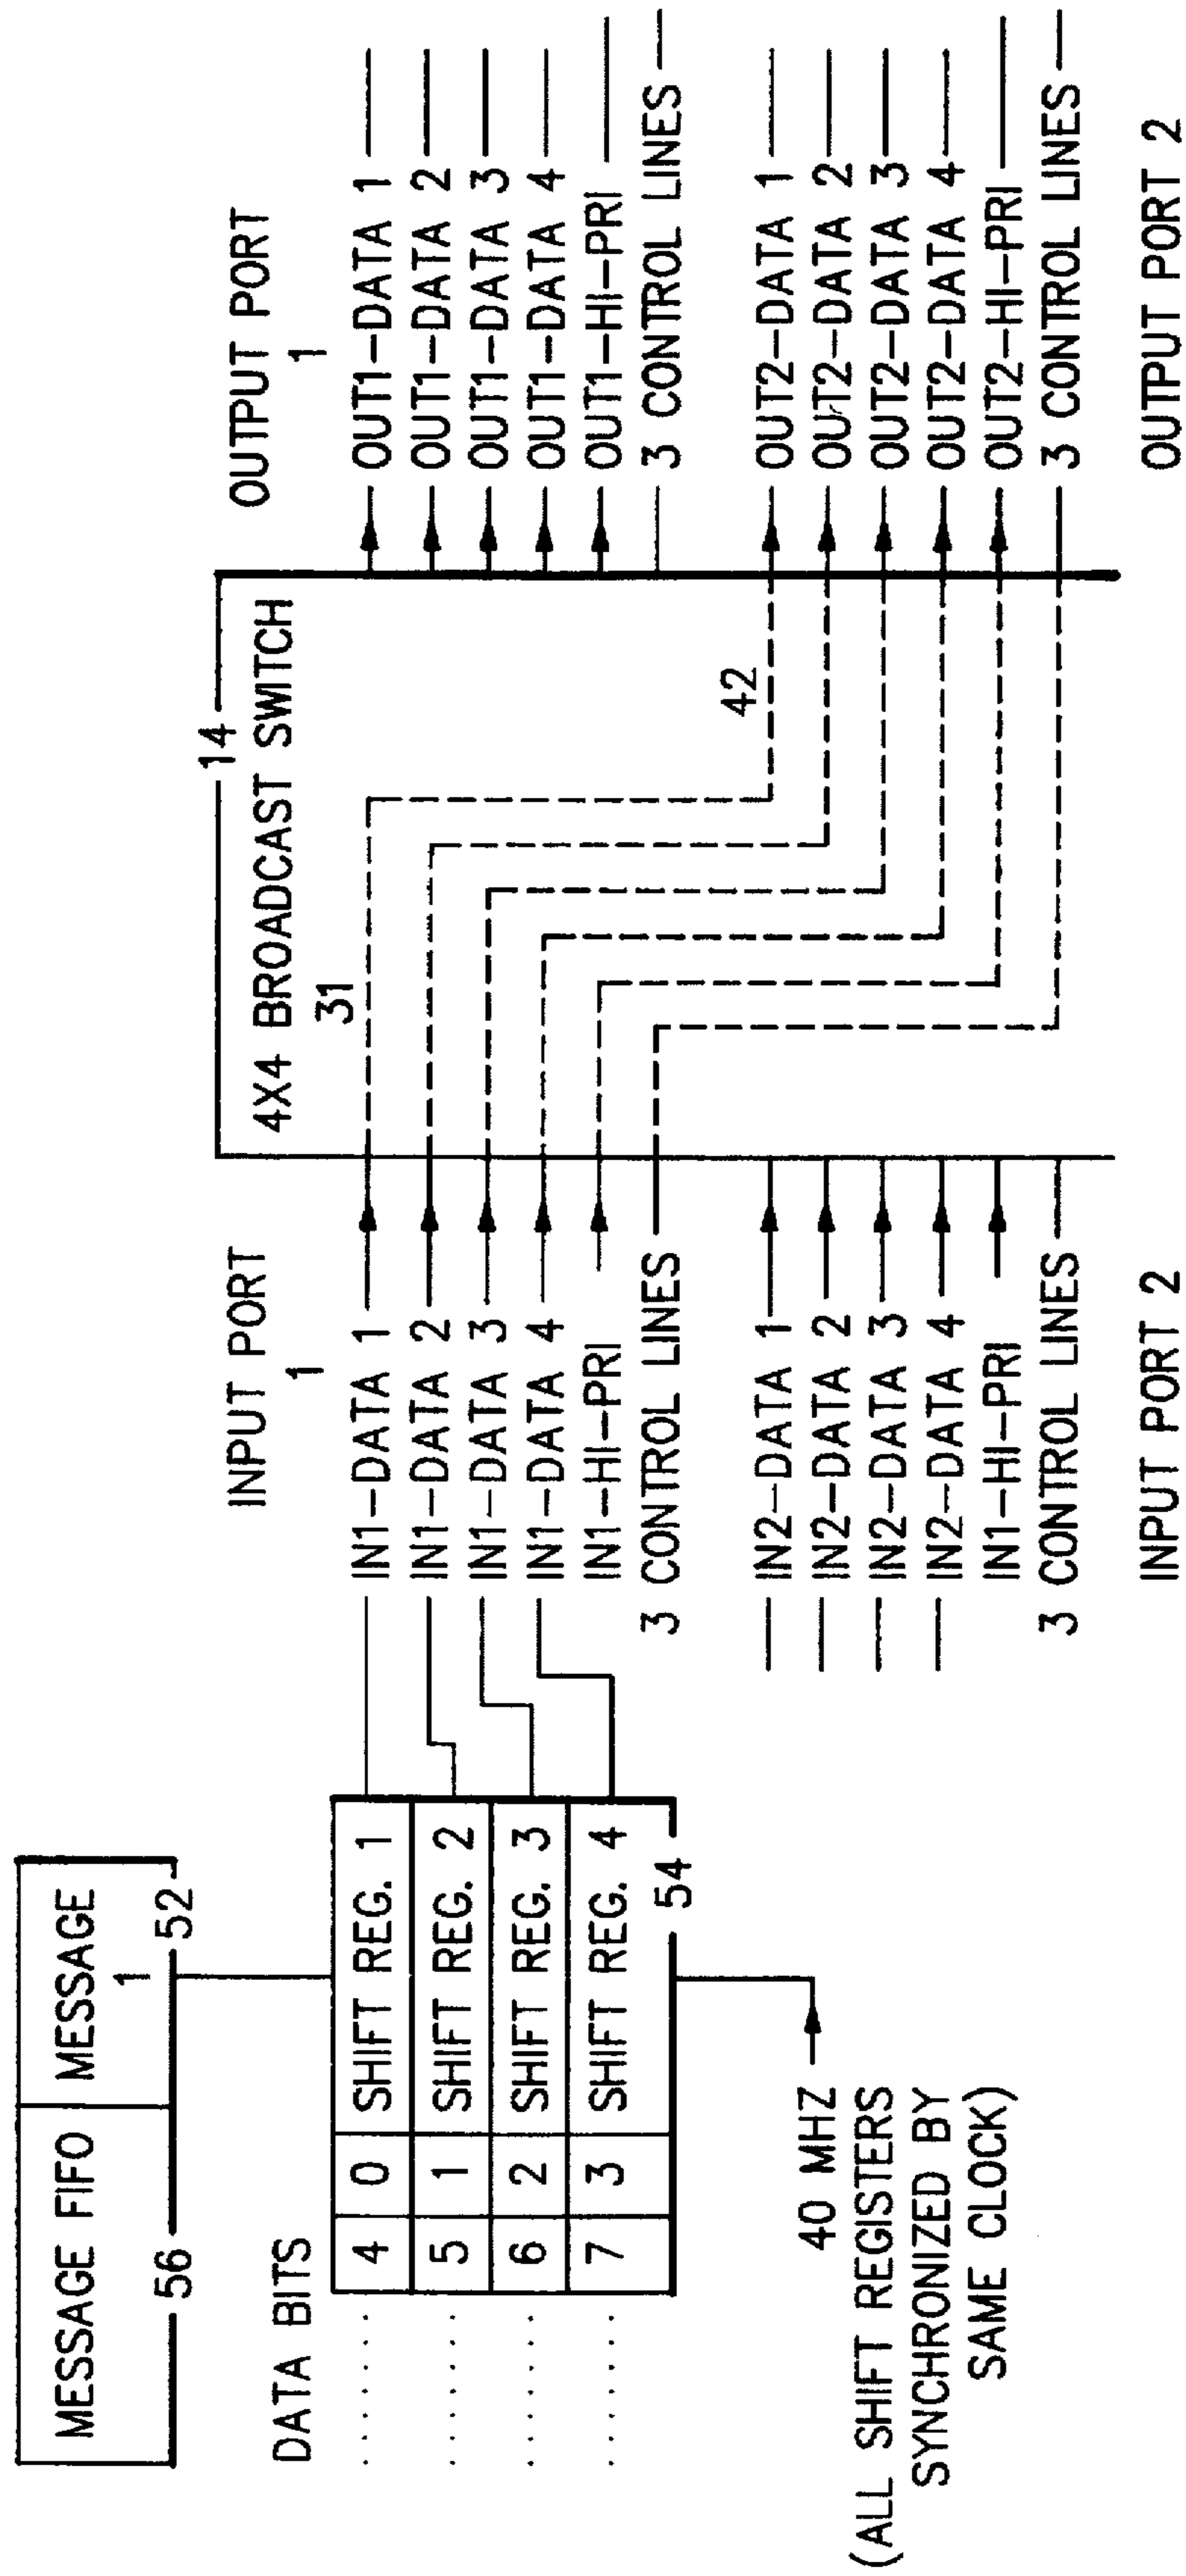 MESSAGE FIFO
MESSAGE
1
56
52
DATA BITS
4 0 SHIFT REG. 1
5 1 SHIFT REG. 2
6 2 SHIFT REG. 3
7 3 SHIFT REG. 4
54
40 MHZ
(ALL SHIFT REGISTERS
SYNCHRONIZED BY
SAME CLOCK)
INPUT PORT
1
IN1-DATA 1
IN1-DATA 2
IN1-DATA 3
IN1-DATA 4
IN1-HI-PRI
3 CONTROL LINES
IN2-DATA 1
IN2-DATA 2
IN2-DATA 3
IN2-DATA 4
IN1-HI-PRI
3 CONTROL LINES
INPUT PORT 2
14
4X4 BROADCAST SWITCH
31
42
OUTPUT PORT
1
OUT1-DATA 1
OUT1-DATA 2
OUT1-DATA 3
OUT1-DATA 4
OUT1-HI-PRI
3 CONTROL LINES
OUT2-DATA 1
OUT2-DATA 2
OUT2-DATA 3
OUT2-DATA 4
OUT2-HI-PRI
3 CONTROL LINES
OUTPUT PORT 2